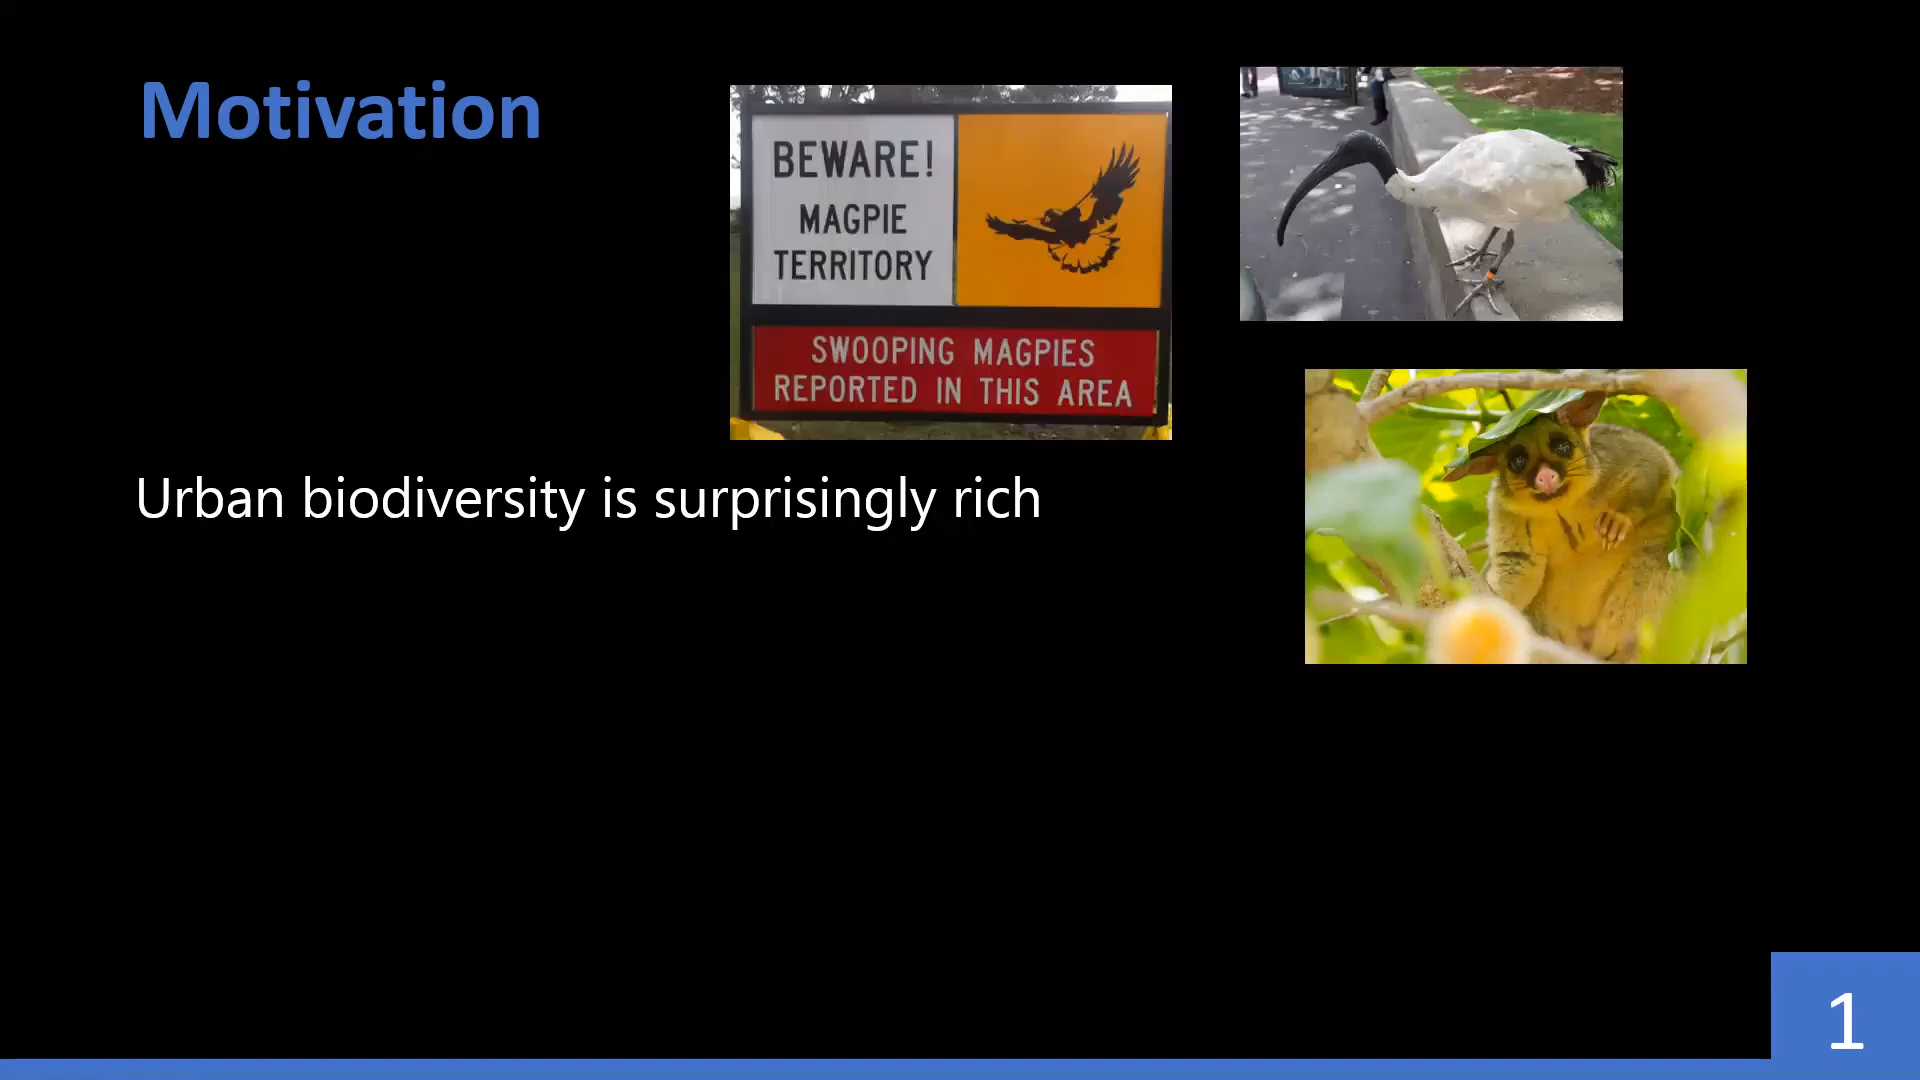 Motivation
BEWARE!
MAGPIE
TERRITORY
SWOOPING MAGPIES
REPORTED IN THIS AREA
Urban biodiversity is surprisingly rich
1